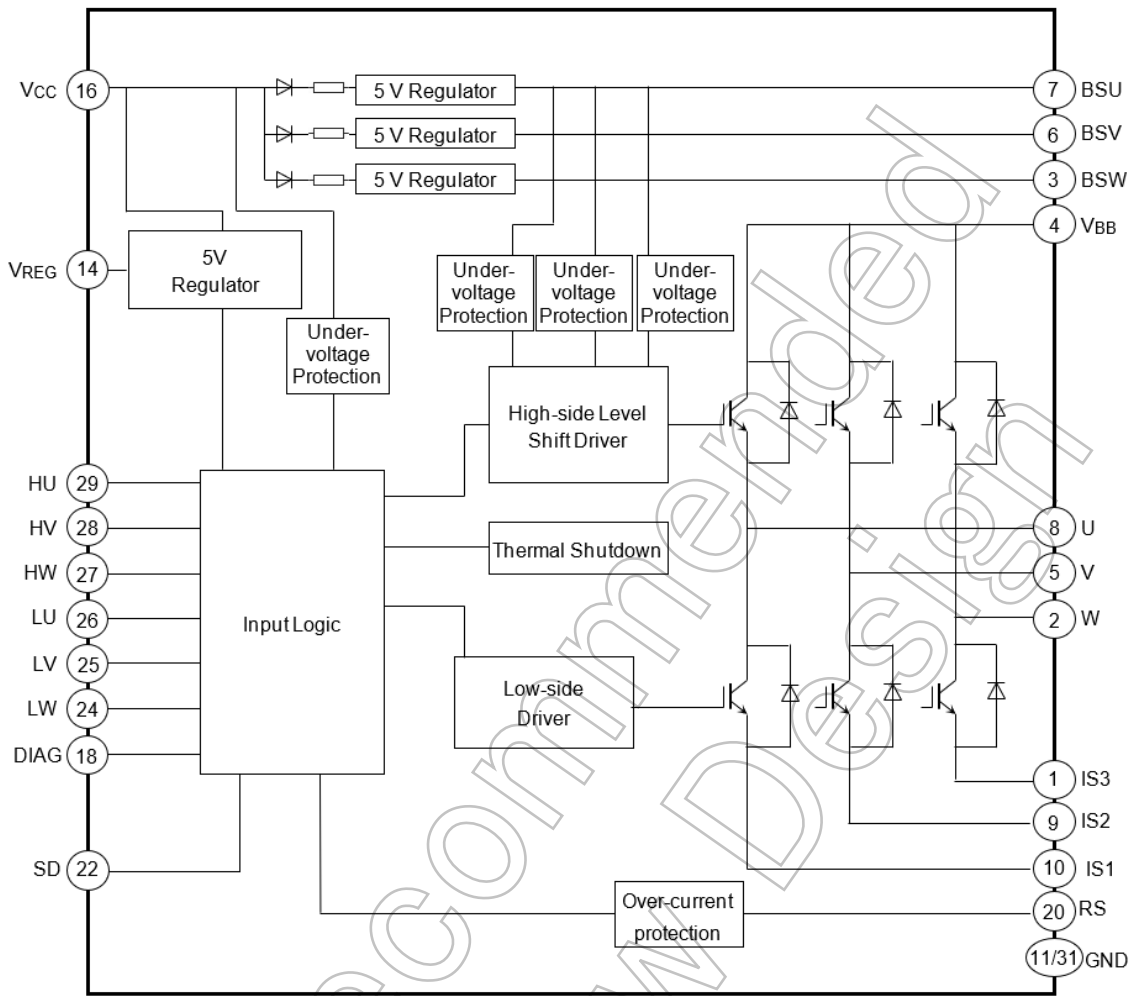 VCC 16
5 V Regulator
7 BSU
5 V Regulator
6 BSV
5 V Regulator
3 BSW
4 VBB
VREG 14
5V
Regulator
Under-
voltage
Protection
Under-
voltage
Protection
Under-
voltage
Protection
Under-
voltage
Protection
High-side Level
Shift Driver
HU 29
HV 28
HW 27
LU 26
LV 25
LW 24
DIAG 18
SD 22
Input Logic
Thermal Shutdown
Low-side
Driver
8 U
5 V
2 W
1 IS3
9 IS2
10 IS1
20 RS
11/31 GND
Over-current
protection
ecommended
w Design